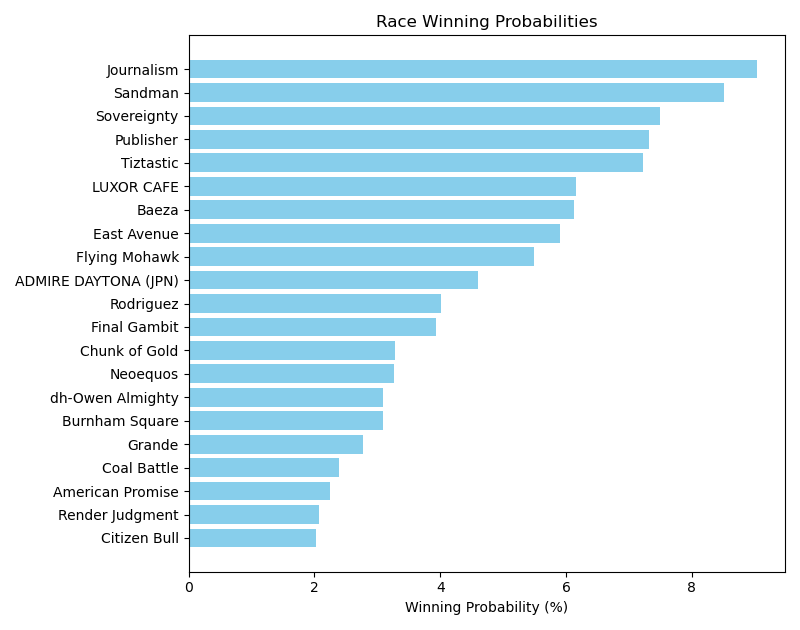 Race Winning Probabilities
Journalism
Sandman
Sovereignty
Publisher
Tiztastic
LUXOR CAFE
Baeza
East Avenue
Flying Mohawk
ADMIRE DAYTONA (JPN)
Rodriguez
Final Gambit
Chunk of Gold
Neoequos
dh-Owen Almighty
Burnham Square
Grande
Coal Battle
American Promise
Render Judgment
Citizen Bull
0 2 4 6 8
Winning Probability (%)